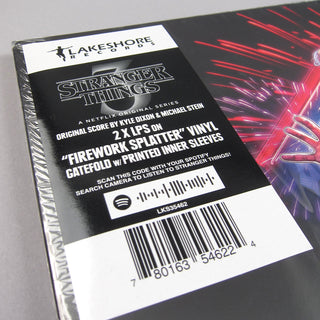 LAKESHORE
RECORDS
STRANGER
THINGS
3
A NETFLIX ORIGINAL SERIES
ORIGINAL SCORE BY KYLE DIXON & MICHAEL STEIN
2 X LPS ON
"FIREWORK SPLATTER" VINYL
GATEFOLD W/ PRINTED INNER SLEEVES
SCAN THIS CODE WITH YOUR SPOTIFY
SEARCH CAMERA TO LISTEN TO STRANGER THINGS!
LKS35462
7 80163 54622 4